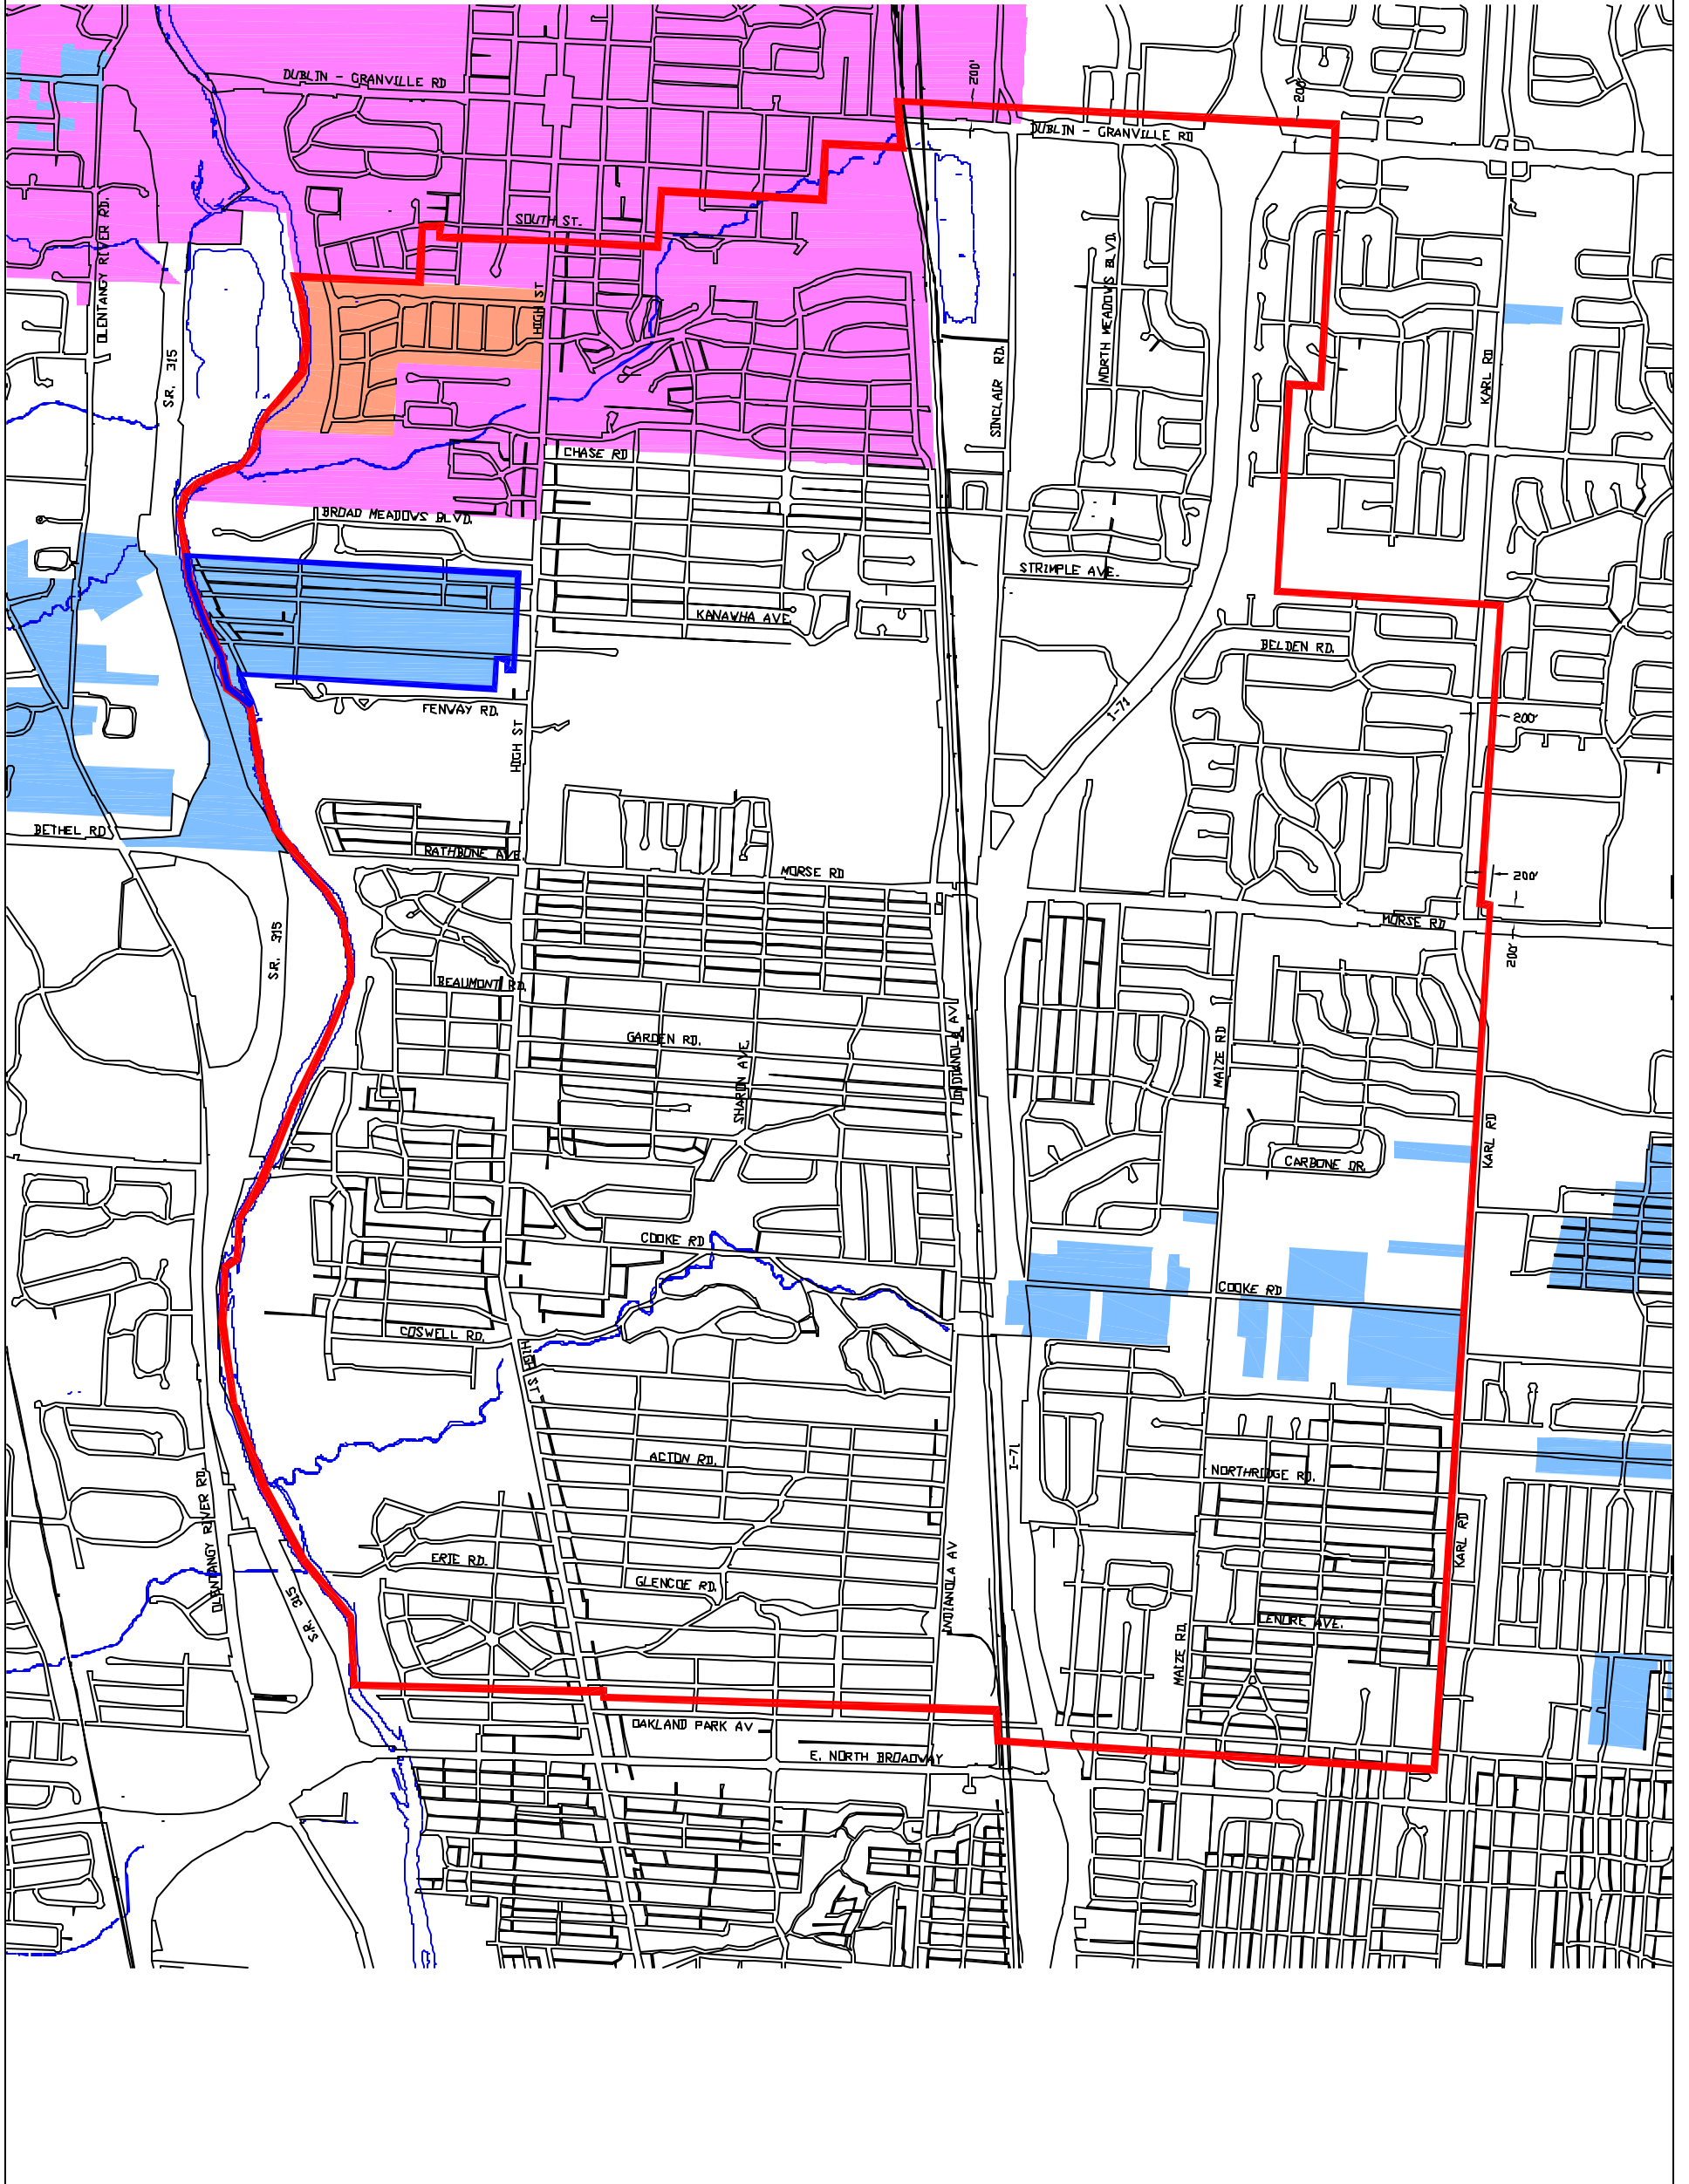 DUBLIN - GRANVILLE RD
200'
200'
DUBLIN - GRANVILLE RD
OLENTANGY RIVER RD.
SOUTH ST.
NORTH MEADOWS BLVD.
HIGH ST
S.R. 315
SINCLAIR RD.
KARL RD
CHASE RD
BROAD MEADOWS BLVD.
STRIMPLE AVE.
KANAWHA AVE.
BELDEN RD.
FENWAY RD.
I-71
200'
HIGH ST
BETHEL RD
RATHBONE AVE.
MORSE RD
200'
MORSE RD
200'
S.R. 315
BEAUMONT RD.
GARDEN RD.
SHARON AVE.
INDIANOLA AV
MAIZE RD
KARL RD
CARBONE DR.
COOKE RD
COOKE RD
COSWELL RD.
HIGH ST
ACTON RD.
I-71
NORTHRIDGE RD.
OLENTANGY RIVER RD.
KARL RD
ERIE RD.
GLENCOE RD.
INDIANOLA AV
S.R. 315
LENORE AVE.
MAIZE RD.
OAKLAND PARK AV
E. NORTH BROADWAY